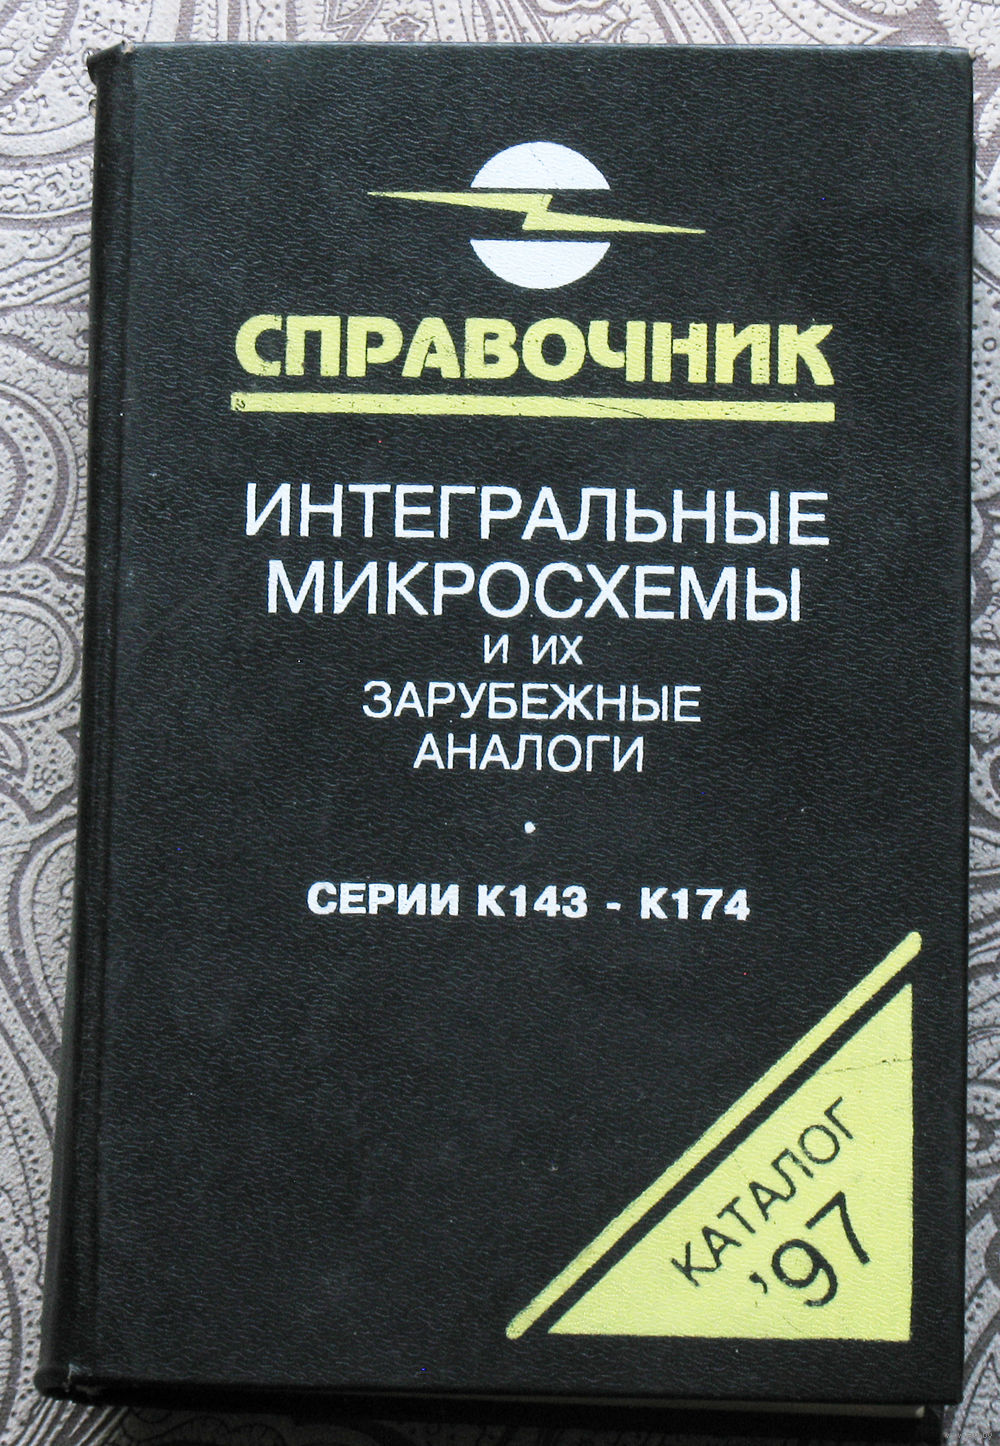 СПРАВОЧНИК
ИНТЕГРАЛЬНЫЕ
МИКРОСХЕМЫ
И ИХ
ЗАРУБЕЖНЫЕ
АНАЛОГИ
СЕРИИ К143 - К174
КАТАЛОГ
'97